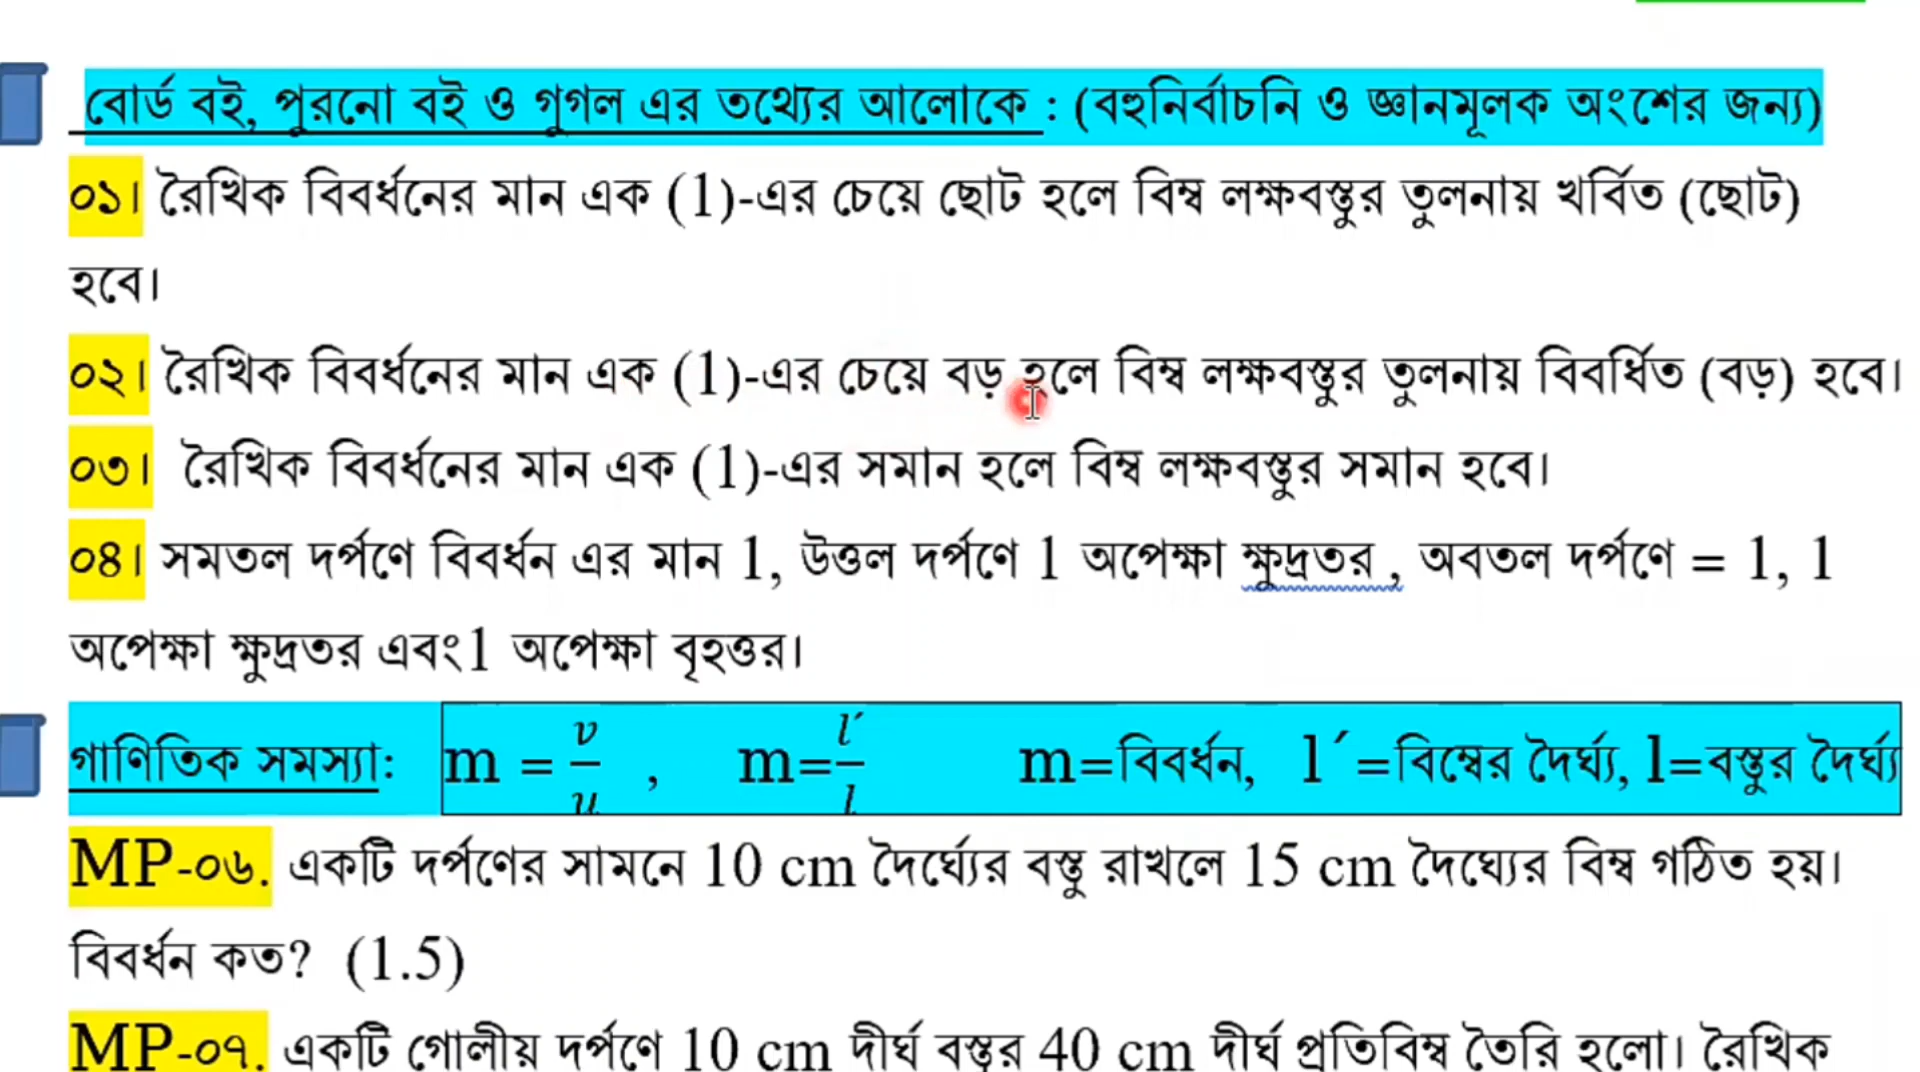 বোর্ড বই, পুরনো বই ও গুগল এর তথ্যের আলোকে : (বহুনির্বাচনি ও জ্ঞানমূলক অংশের জন্য)
০১। রৈখিক বিবর্ধনের মান এক (1)-এর চেয়ে ছোট হলে বিম্ব লক্ষবস্তুর তুলনায় খর্বিত (ছোট)
হবে।
০২। রৈখিক বিবর্ধনের মান এক (1)-এর চেয়ে বড় হলে বিম্ব লক্ষবস্তুর তুলনায় বিবর্ধিত (বড়) হবে।
০৩। রৈখিক বিবর্ধনের মান এক (1)-এর সমান হলে বিম্ব লক্ষবস্তুর সমান হবে।
০৪। সমতল দর্পণে বিবর্ধন এর মান 1, উত্তল দর্পণে 1 অপেক্ষা ক্ষুদ্রতর , অবতল দর্পণে = 1, 1
অপেক্ষা ক্ষুদ্রতর এবং1 অপেক্ষা বৃহত্তর।
গাণিতিক সমস্যা: m = v/u , m=l´/l m=বিবর্ধন, l´=বিম্বের দৈর্ঘ্য, l=বস্তুর দৈর্ঘ্য
MP-০৬. একটি দর্পণের সামনে 10 cm দৈর্ঘ্যের বস্তু রাখলে 15 cm দৈঘ্যের বিম্ব গঠিত হয়।
বিবর্ধন কত? (1.5)
MP-০৭. একটি গোলীয় দর্পণে 10 cm দীর্ঘ বস্তুর 40 cm দীর্ঘ প্রতিবিম্ব তৈরি হলো। রৈখিক